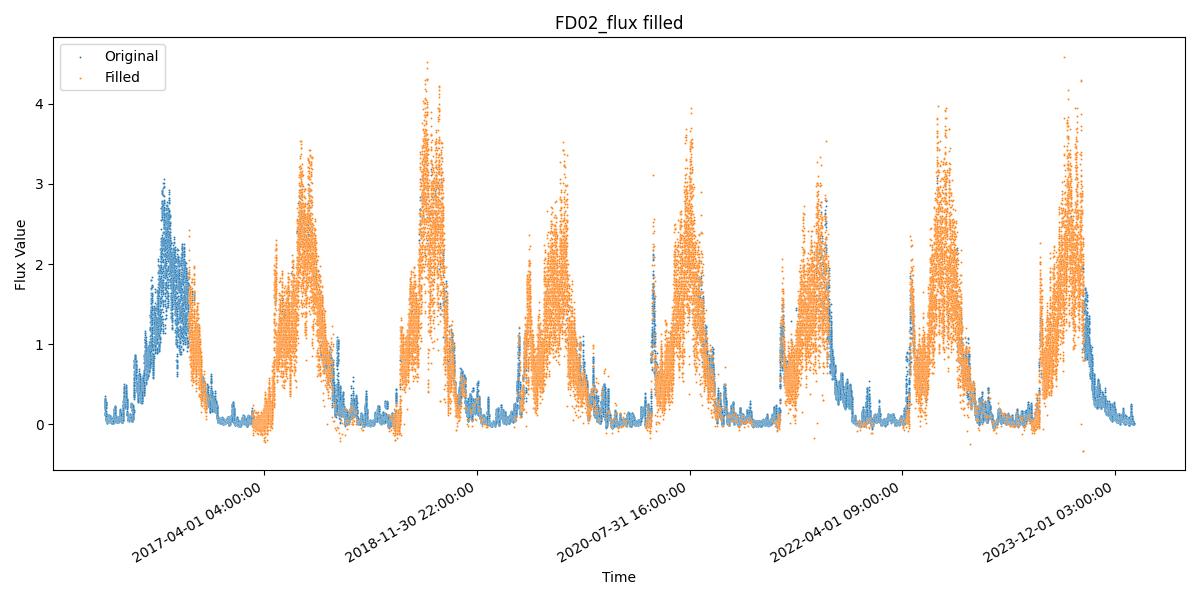 FD02_flux filled
Original
Filled
Flux Value
4
3
2
1
0
2017-04-01 04:00:00
2018-11-30 22:00:00
2020-07-31 16:00:00
2022-04-01 09:00:00
2023-12-01 03:00:00
Time